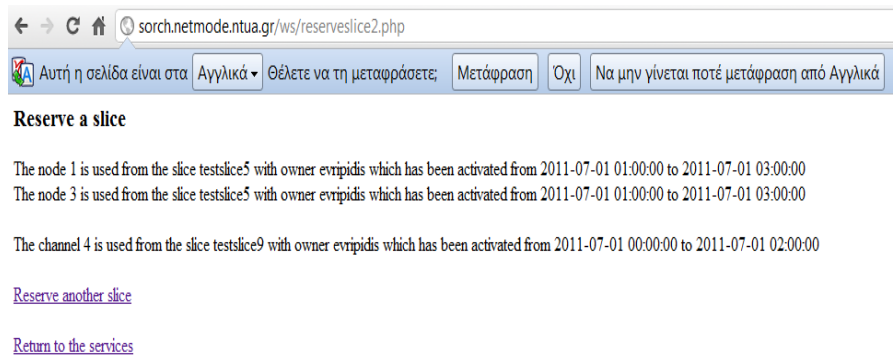 sorch.netmode.ntua.gr/ws/reserveslice2.php
Αυτή η σελίδα είναι στα Αγγλικά Θέλετε να τη μεταφράσετε; Μετάφραση Όχι Να μην γίνεται ποτέ μετάφραση από Αγγλικά
Reserve a slice
The node 1 is used from the slice testslice5 with owner evripidis which has been activated from 2011-07-01 01:00:00 to 2011-07-01 03:00:00
The node 3 is used from the slice testslice5 with owner evripidis which has been activated from 2011-07-01 01:00:00 to 2011-07-01 03:00:00
The channel 4 is used from the slice testslice9 with owner evripidis which has been activated from 2011-07-01 00:00:00 to 2011-07-01 02:00:00
Reserve another slice
Return to the services